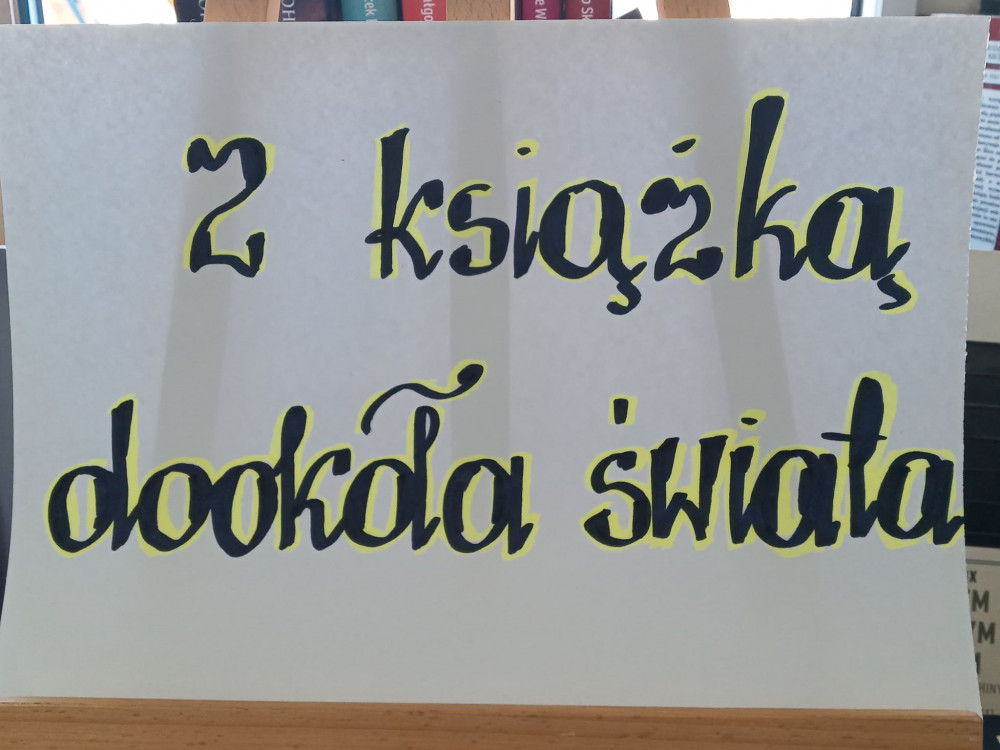 Z książką
dookoła świata